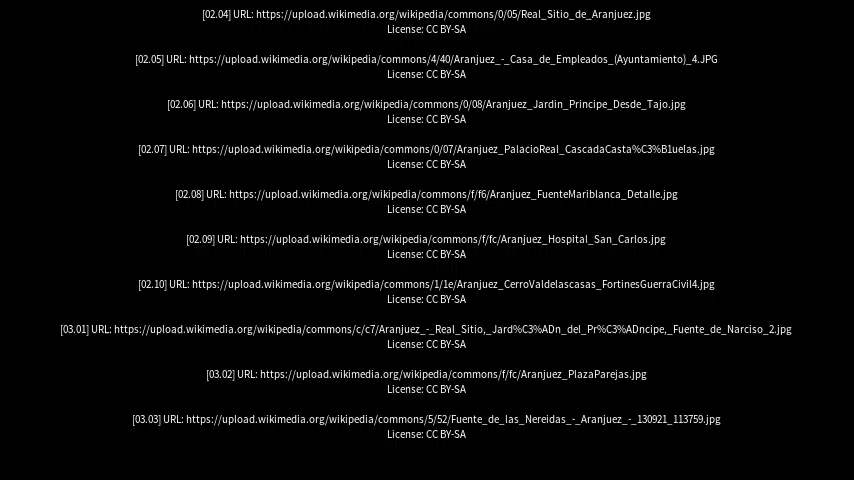 [02.04] URL: https://upload.wikimedia.org/wikipedia/commons/0/05/Real_Sitio_de_Aranjuez.jpg
License: CC BY-SA
[02.05] URL: https://upload.wikimedia.org/wikipedia/commons/4/40/Aranjuez_-_Casa_de_Empleados_(Ayuntamiento)_4.JPG
License: CC BY-SA
[02.06] URL: https://upload.wikimedia.org/wikipedia/commons/0/08/Aranjuez_Jardin_Principe_Desde_Tajo.jpg
License: CC BY-SA
[02.07] URL: https://upload.wikimedia.org/wikipedia/commons/0/07/Aranjuez_PalacioReal_CascadaCasta%C3%B1uelas.jpg
License: CC BY-SA
[02.08] URL: https://upload.wikimedia.org/wikipedia/commons/f/f6/Aranjuez_FuenteMariblanca_Detalle.jpg
License: CC BY-SA
[02.09] URL: https://upload.wikimedia.org/wikipedia/commons/f/fc/Aranjuez_Hospital_San_Carlos.jpg
License: CC BY-SA
[02.10] URL: https://upload.wikimedia.org/wikipedia/commons/1/1e/Aranjuez_CerroValdelascasas_FortinesGuerraCivil4.jpg
License: CC BY-SA
[03.01] URL: https://upload.wikimedia.org/wikipedia/commons/c/c7/Aranjuez_-_Real_Sitio,_Jard%C3%ADn_del_Pr%C3%ADncipe,_Fuente_de_Narciso_2.jpg
License: CC BY-SA
[03.02] URL: https://upload.wikimedia.org/wikipedia/commons/f/fc/Aranjuez_PlazaParejas.jpg
License: CC BY-SA
[03.03] URL: https://upload.wikimedia.org/wikipedia/commons/5/52/Fuente_de_las_Nereidas_-_Aranjuez_-_130921_113759.jpg
License: CC BY-SA